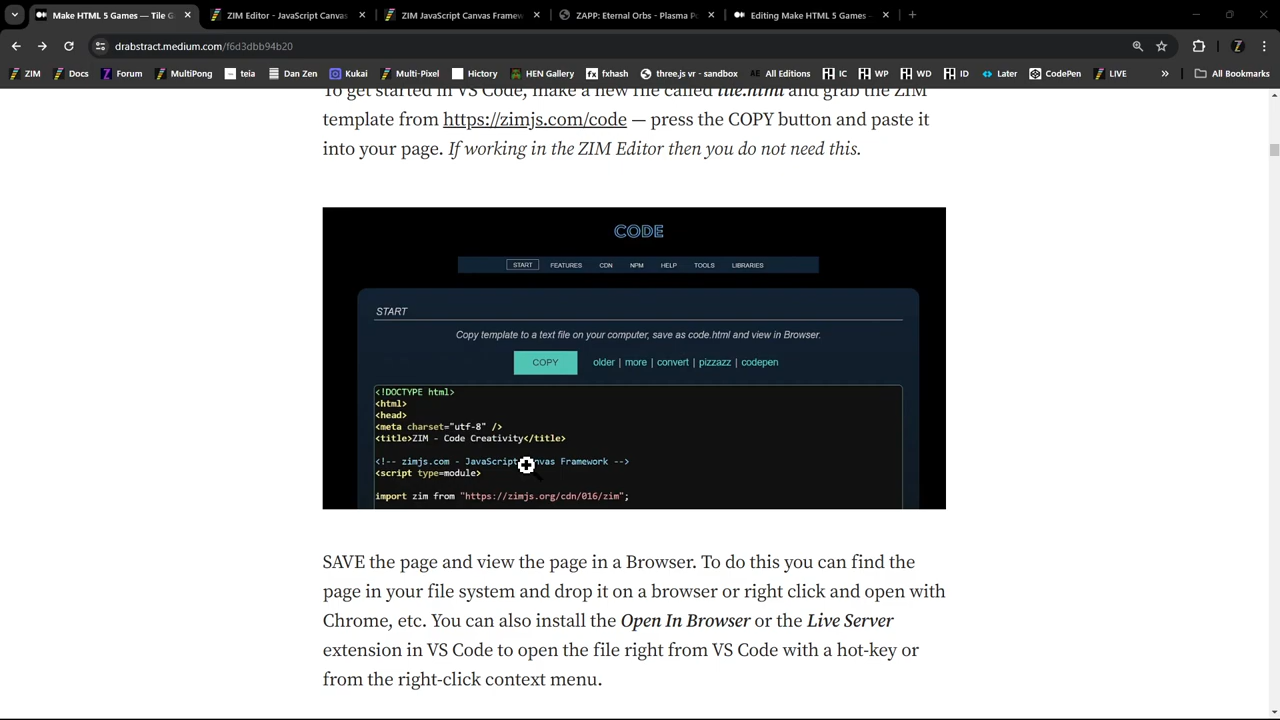 Make HTML 5 Games — Tile G
ZIM Editor - JavaScript Canvas
ZIM JavaScript Canvas Framew
ZAPP: Eternal Orbs - Plasma P
Editing Make HTML 5 Games -
drabstract.medium.com/f6d3dbb94b20
ZIM
Docs
Forum
MultiPong
teia
Dan Zen
Kukai
Multi-Pixel
Hictory
HEN Gallery
fxhash
three.js vr - sandbox
All Editions
IC
WP
WD
ID
Later
CodePen
LIVE
All Bookmarks
To get started in VS Code, make a new file called tile.html and grab the ZIM
template from https://zimjs.com/code — press the COPY button and paste it
into your page. If working in the ZIM Editor then you do not need this.
CODE
START FEATURES CDN NPM HELP TOOLS LIBRARIES
START
Copy template to a text file on your computer, save as code.html and view in Browser.
COPY older | more | convert | pizzazz | codepen
<!DOCTYPE html>
<html>
<head>
<meta charset="utf-8" />
<title>ZIM - Code Creativity</title>
<!-- zimjs.com - JavaScript Canvas Framework -->
<script type=module>
import zim from "https://zimjs.org/cdn/016/zim";
SAVE the page and view the page in a Browser. To do this you can find the
page in your file system and drop it on a browser or right click and open with
Chrome, etc. You can also install the Open In Browser or the Live Server
extension in VS Code to open the file right from VS Code with a hot-key or
from the right-click context menu.